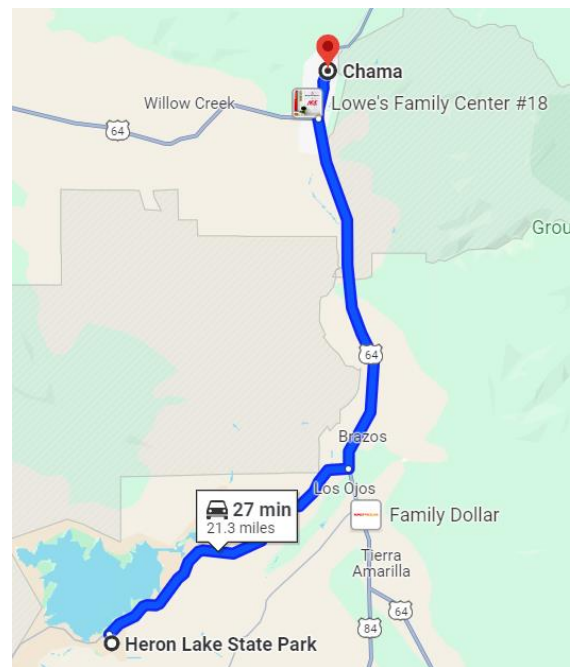 Chama
Lowe's Family Center #18
Willow Creek
64
Grou
64
Brazos
Los Ojos
27 min
21.3 miles
Family Dollar
Tierra
Amarilla
64
84
Heron Lake State Park